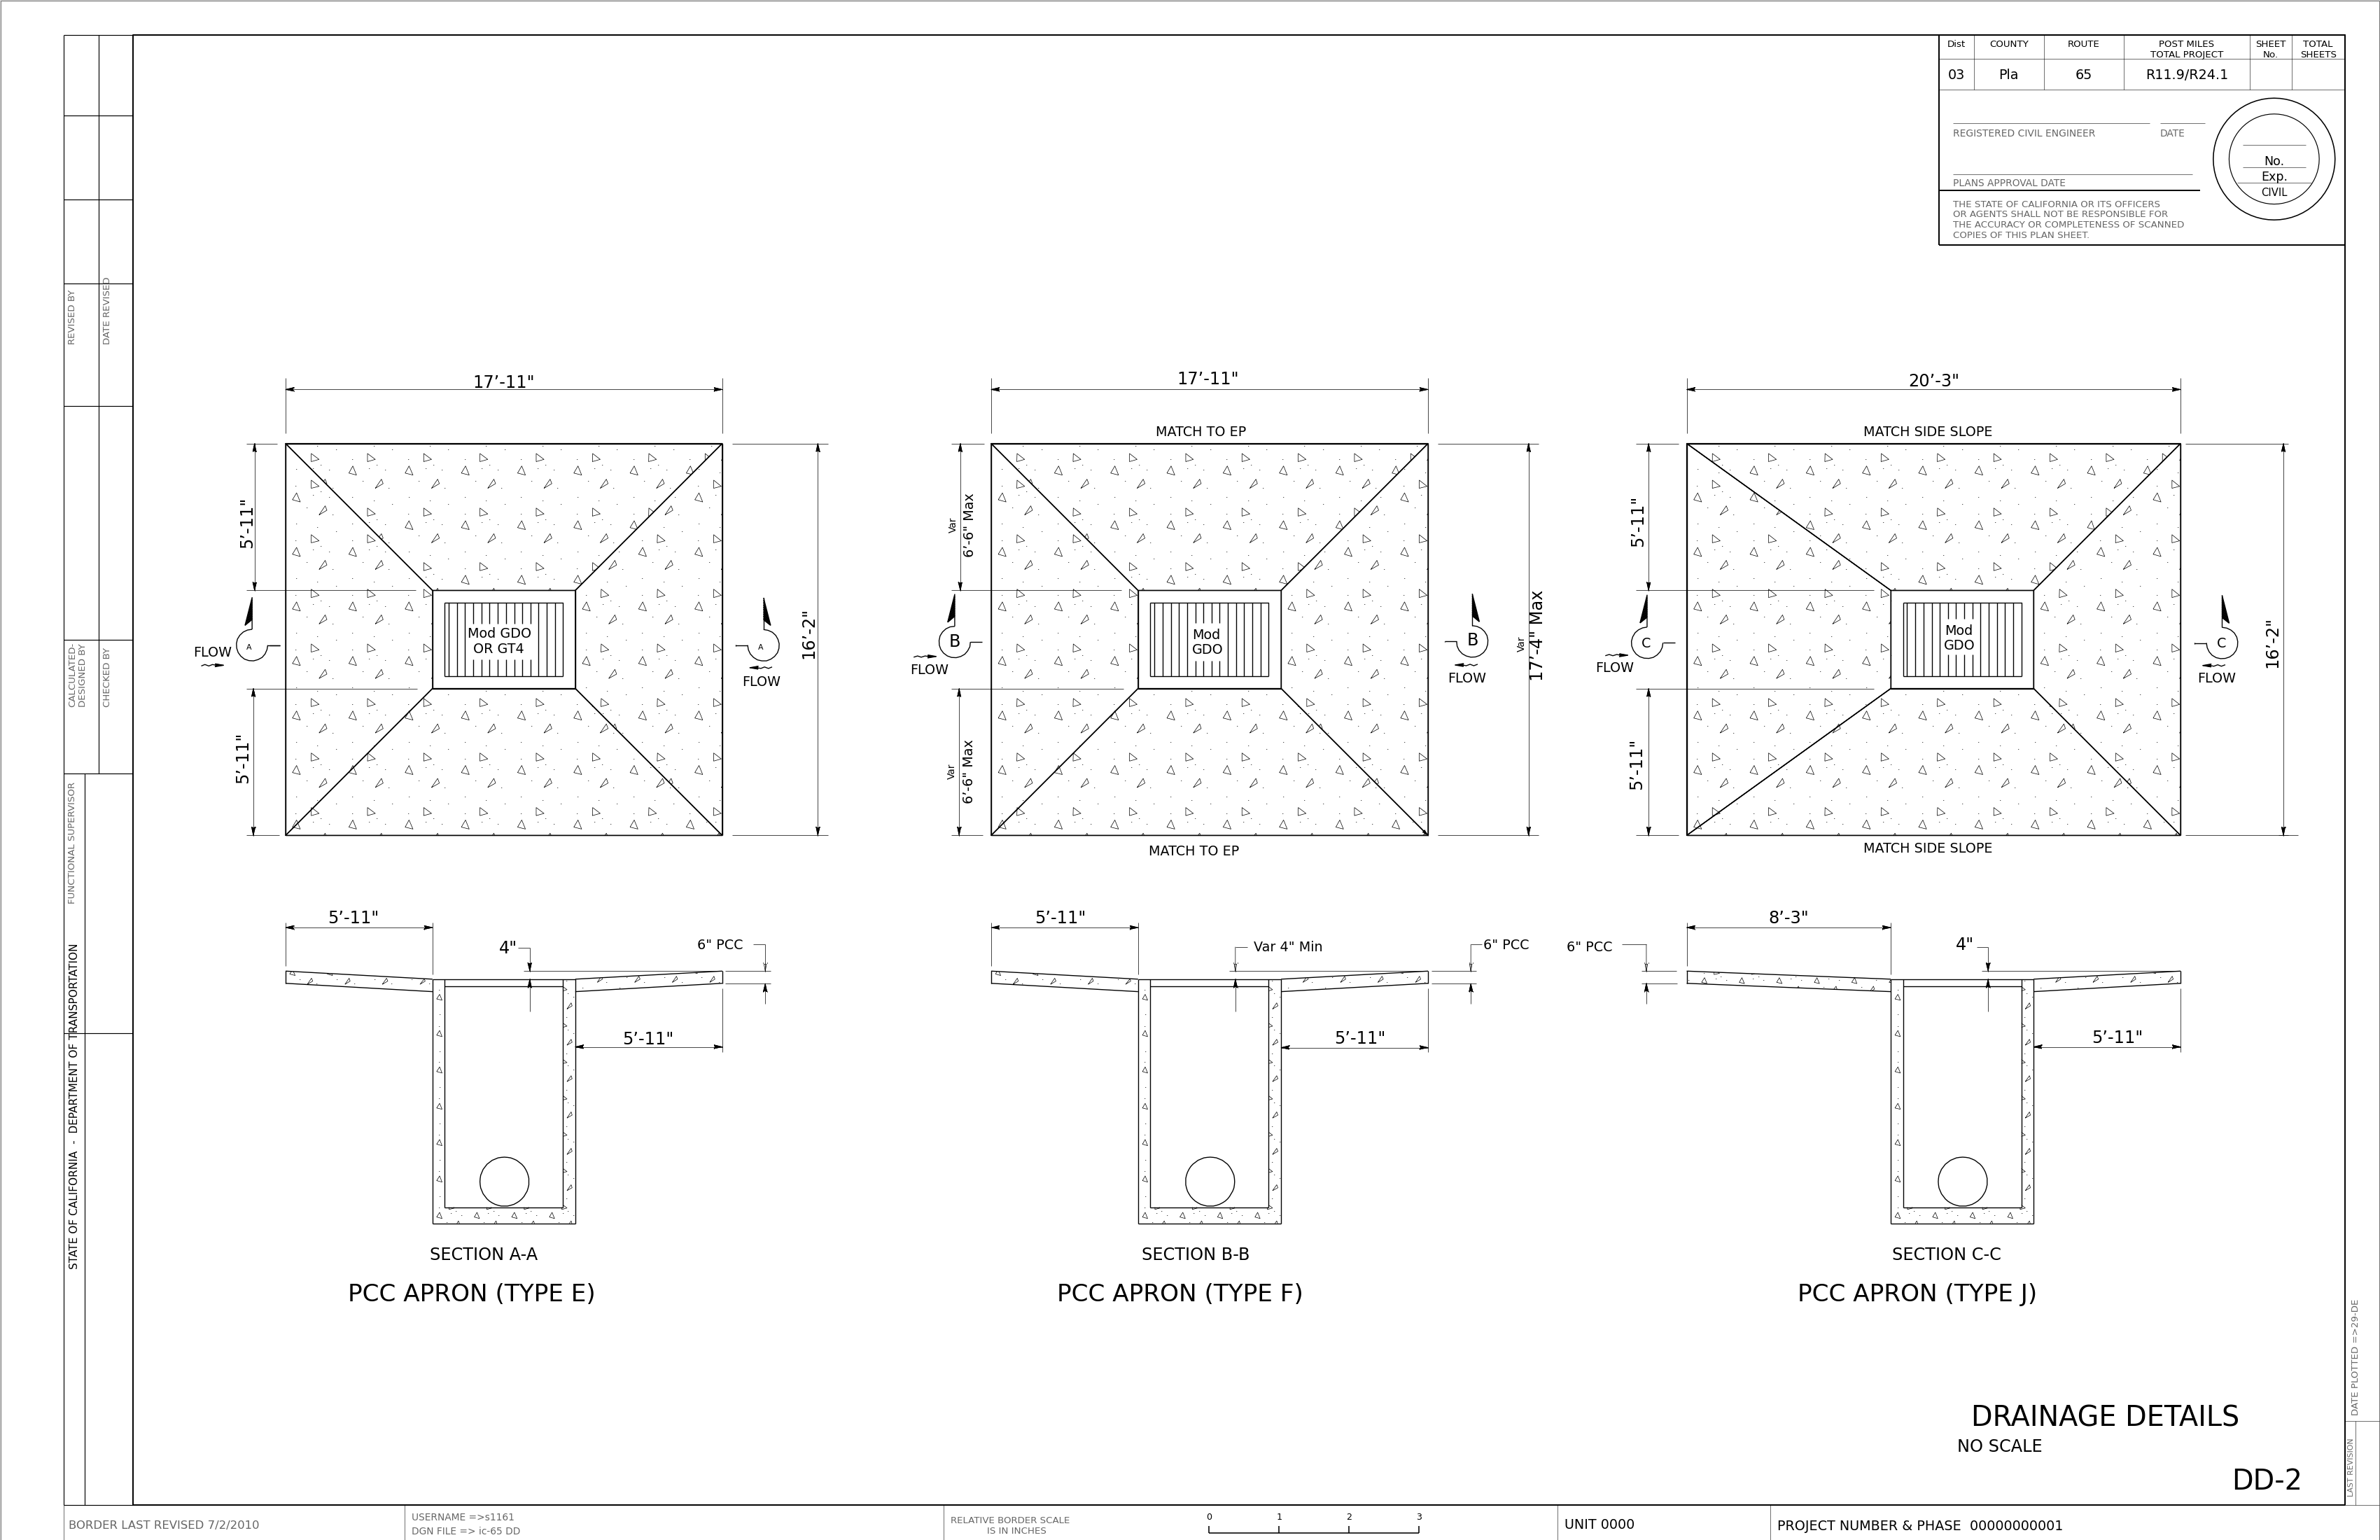 Dist
COUNTY
ROUTE
POST MILES
TOTAL PROJECT
SHEET
No.
TOTAL
SHEETS
03
Pla
65
R11.9/R24.1
REGISTERED CIVIL ENGINEER
DATE
PLANS APPROVAL DATE
No.
Exp.
CIVIL
THE STATE OF CALIFORNIA OR ITS OFFICERS
OR AGENTS SHALL NOT BE RESPONSIBLE FOR
THE ACCURACY OR COMPLETENESS OF SCANNED
COPIES OF THIS PLAN SHEET.
REVISED BY
DATE REVISED
CALCULATED-
DESIGNED BY
CHECKED BY
FUNCTIONAL SUPERVISOR
STATE OF CALIFORNIA - DEPARTMENT OF TRANSPORTATION
17’-11"
5’-11"
Mod GDO
OR GT4
A
FLOW
A
FLOW
16’-2"
5’-11"
5’-11"
4"
6" PCC
5’-11"
SECTION A-A
PCC APRON (TYPE E)
17’-11"
MATCH TO EP
Var
6’-6" Max
Mod
GDO
B
FLOW
B
FLOW
Var
17’-4" Max
Var
6’-6" Max
MATCH TO EP
5’-11"
Var 4" Min
6" PCC
5’-11"
SECTION B-B
PCC APRON (TYPE F)
20’-3"
MATCH SIDE SLOPE
5’-11"
Mod
GDO
C
FLOW
C
FLOW
16’-2"
5’-11"
MATCH SIDE SLOPE
8’-3"
6" PCC
4"
5’-11"
SECTION C-C
PCC APRON (TYPE J)
DRAINAGE DETAILS
NO SCALE
DD-2
DATE PLOTTED =>29-DE
LAST REVISION
BORDER LAST REVISED 7/2/2010
USERNAME =>s1161
DGN FILE => ic-65 DD
RELATIVE BORDER SCALE
IS IN INCHES
0 1 2 3
UNIT 0000
PROJECT NUMBER & PHASE 00000000001